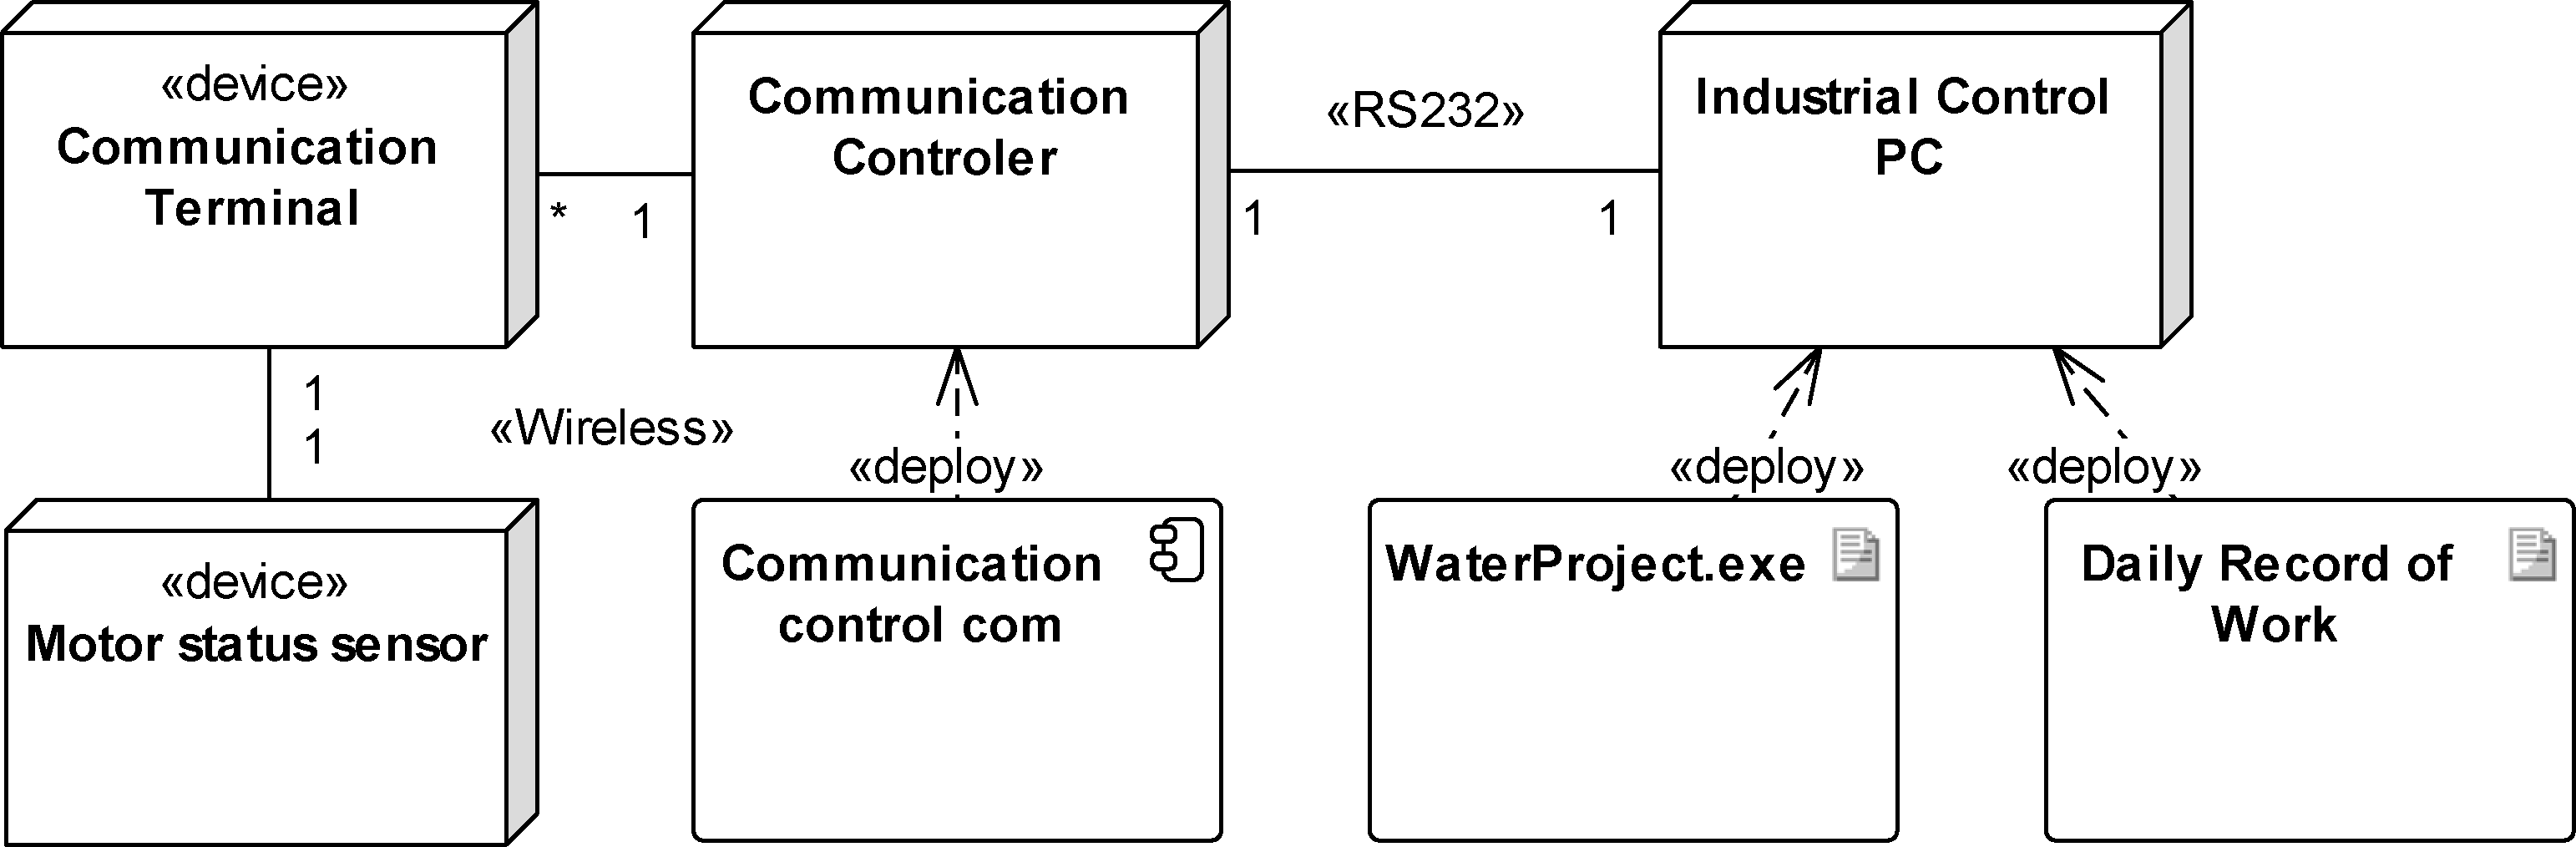 «device»
Communication
Terminal
*
1
Communication
Controler
«RS232»
1
1
Industrial Control
PC
1
1
«Wireless»
«deploy»
«deploy»
«deploy»
«device»
Motor status sensor
Communication
control com
WaterProject.exe
Daily Record of
Work